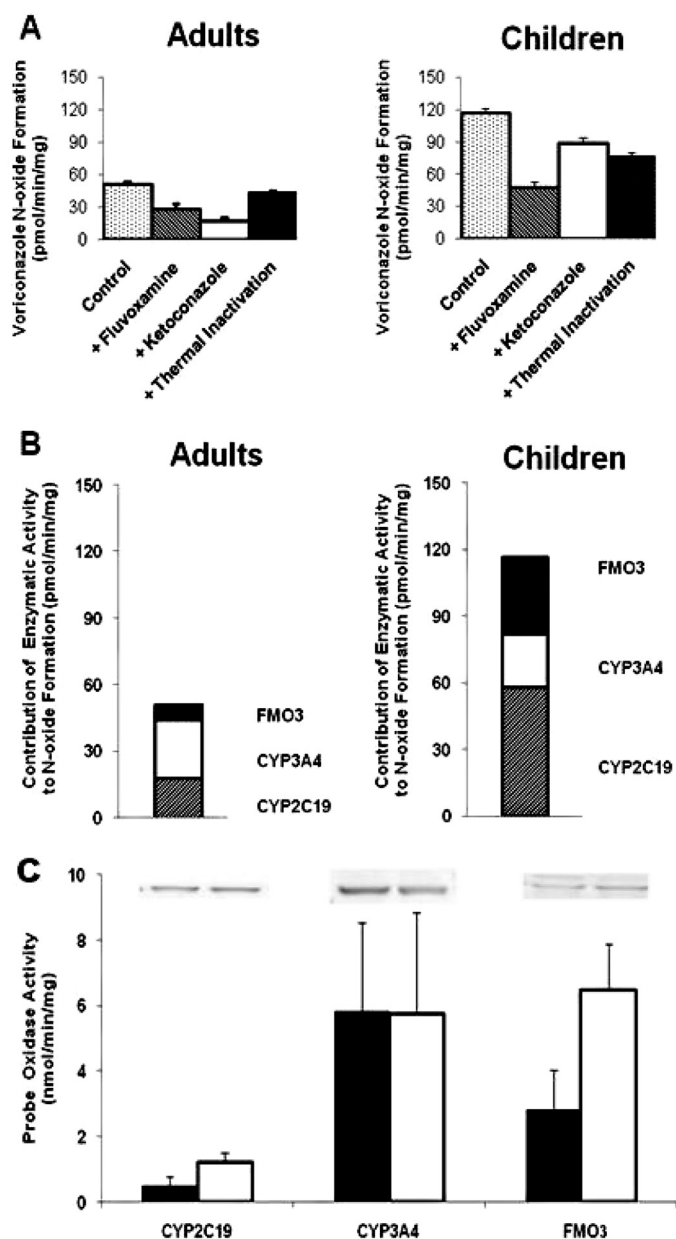 A
Adults
Children
Voriconazole N-oxide Formation
(pmol/min/mg)
150
120
90
60
30
0
Control
+ Fluvoxamine
+ Ketoconazole
+ Thermal Inactivation
Voriconazole N-oxide Formation
(pmol/min/mg)
150
120
90
60
30
0
Control
+ Fluvoxamine
+ Ketoconazole
+ Thermal Inactivation
B
Adults
Children
Contribution of Enzymatic Activity
to N-oxide Formation (pmol/min/mg)
150
120
90
60
30
0
FMO3
CYP3A4
CYP2C19
Contribution of Enzymatic Activity
to N-oxide Formation (pmol/min/mg)
150
120
90
60
30
0
FMO3
CYP3A4
CYP2C19
C
Probe Oxidase Activity
(nmol/min/mg)
10
8
6
4
2
0
CYP2C19
CYP3A4
FMO3